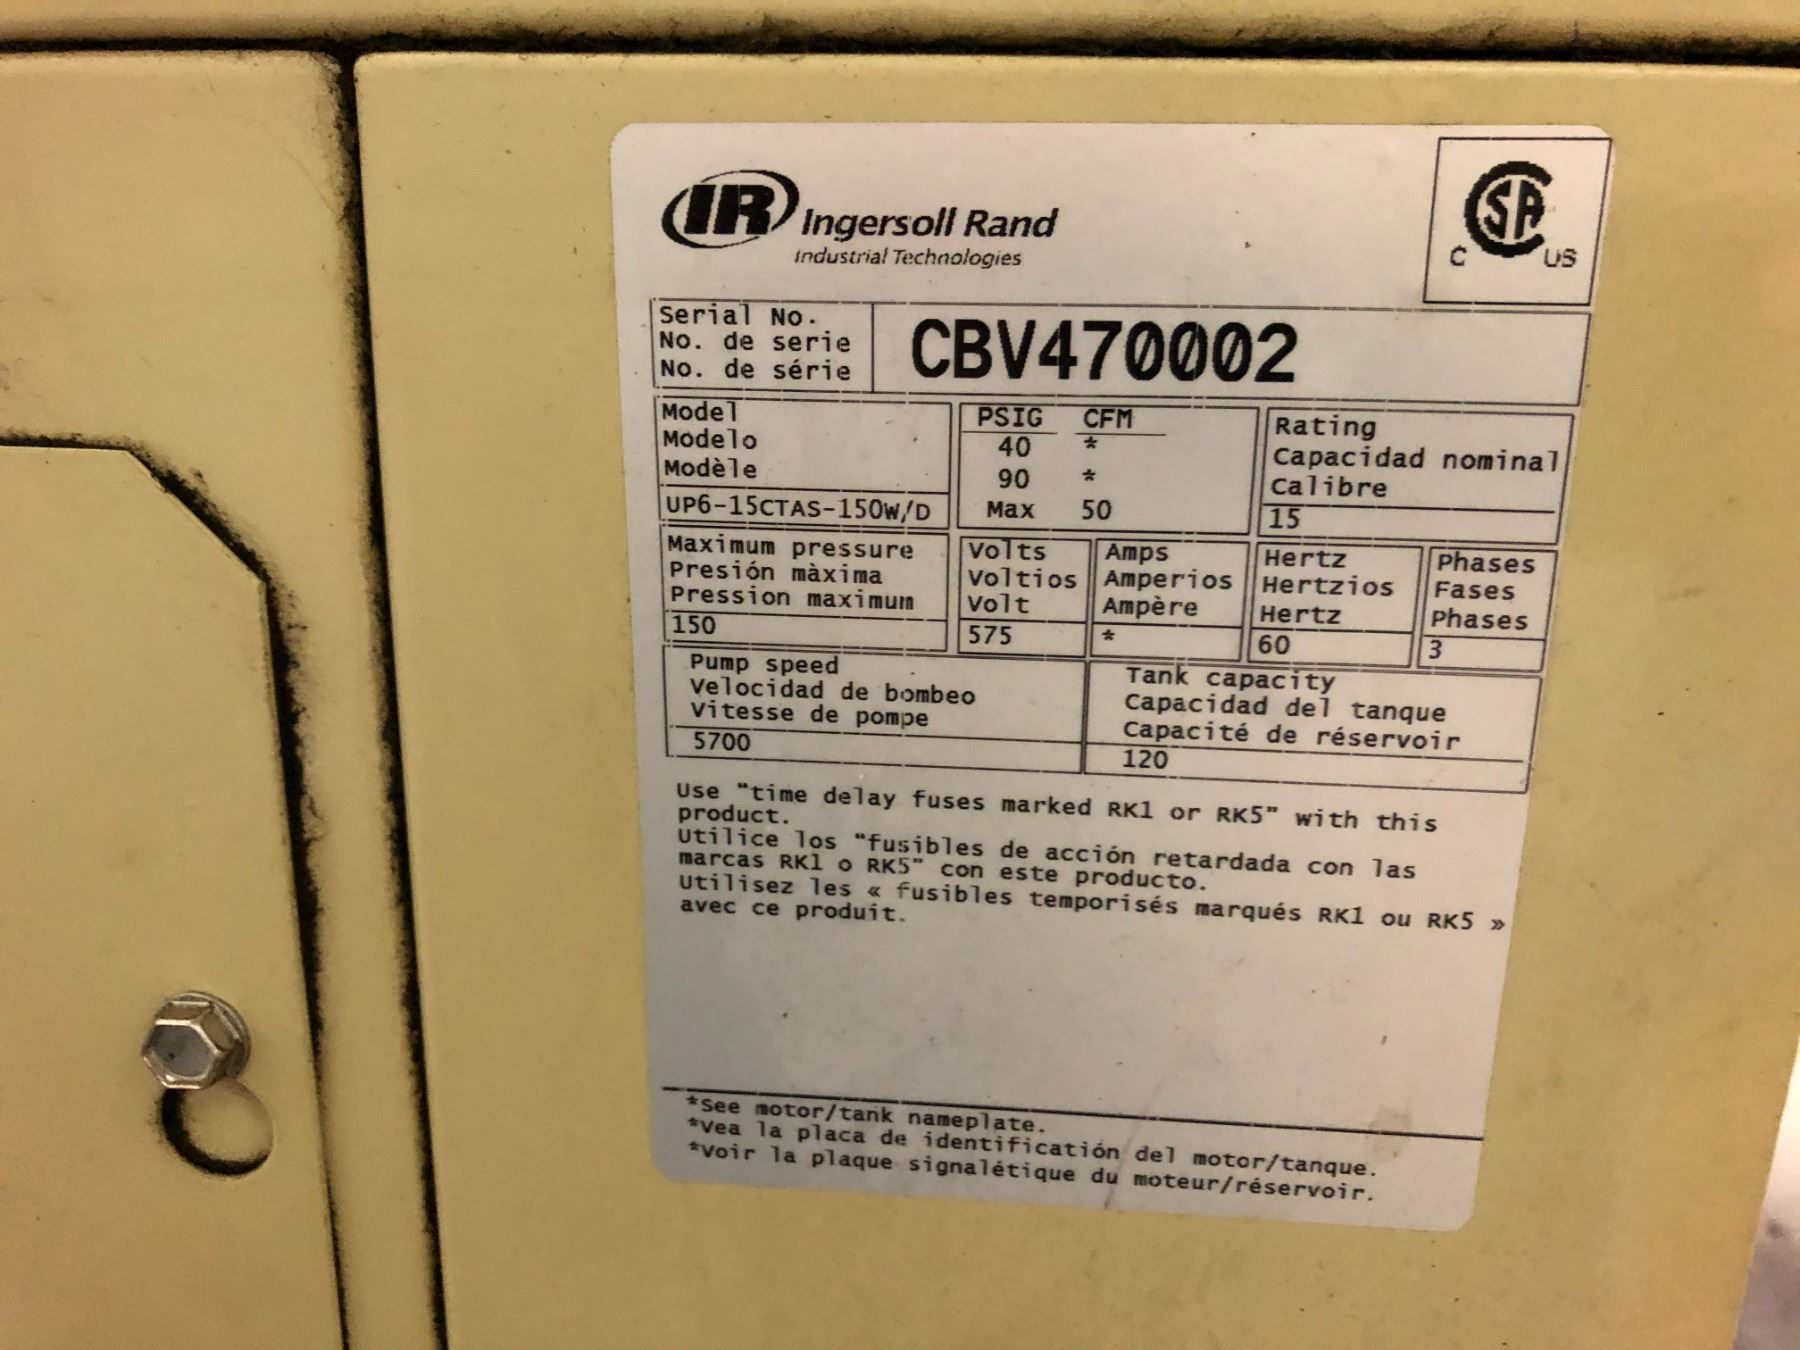 IR Ingersoll Rand
Industrial Technologies
CSA
C US
Serial No.
No. de serie
No. de série
CBV470002
Model
Modelo
Modèle
UP6-15CTAS-150W/D
PSIG CFM
40 *
90 *
Max 50
Rating
Capacidad nominal
Calibre
15
Maximum pressure
Presión màxima
Pression maximum
150
Volts
Voltios
Volt
575
Amps
Amperios
Ampère
*
Hertz
Hertzios
Hertz
60
Phases
Fases
Phases
3
Pump speed
Velocidad de bombeo
Vitesse de pompe
5700
Tank capacity
Capacidad del tanque
Capacité de réservoir
120
Use "time delay fuses marked RK1 or RK5" with this
product.
Utilice los "fusibles de acción retardada con las
marcas RK1 o RK5" con este producto.
Utilisez les « fusibles temporisés marqués RK1 ou RK5 »
avec ce produit.
*See motor/tank nameplate.
*Vea la placa de identificatión del motor/tanque.
*Voir la plaque signalétique du moteur/réservoir.